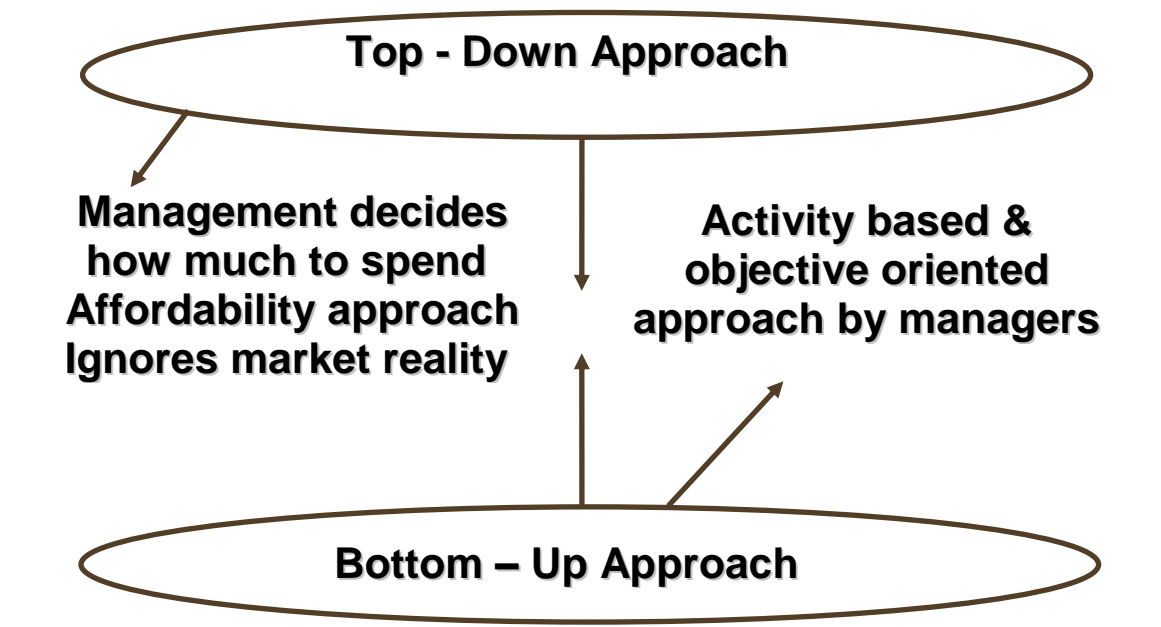 Top - Down Approach
Management decides
how much to spend
Affordability approach
Ignores market reality
Activity based &
objective oriented
approach by managers
Bottom – Up Approach